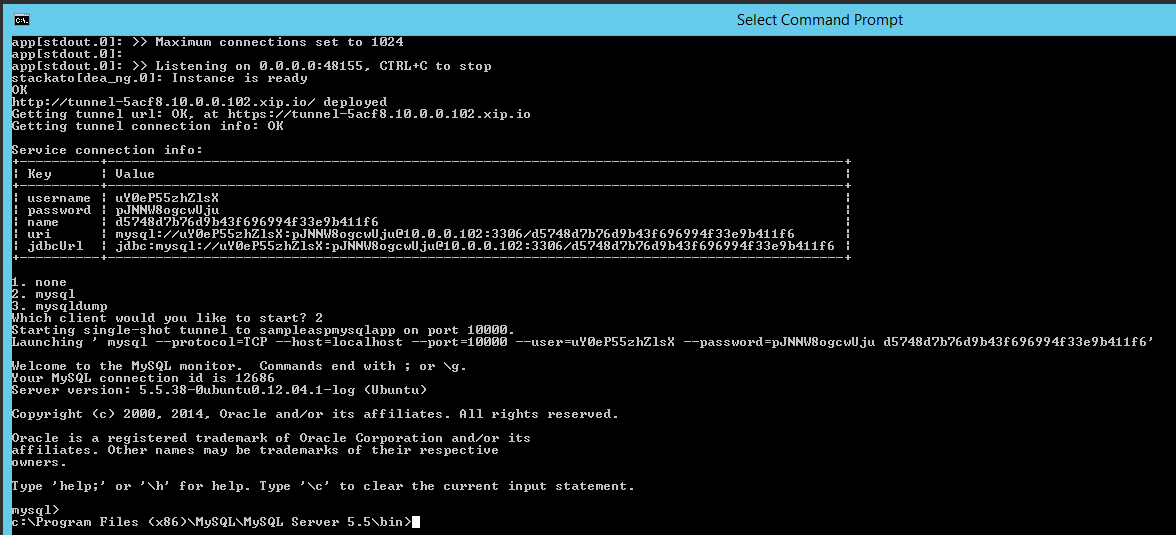 Select Command Prompt
app[stdout.0]: >> Maximum connections set to 1024
app[stdout.0]:
app[stdout.0]: >> Listening on 0.0.0.0:48155, CTRL+C to stop
stackato[dea_ng.0]: Instance is ready
OK
http://tunnel-5acf8.10.0.0.102.xip.io/ deployed
Getting tunnel url: OK, at https://tunnel-5acf8.10.0.0.102.xip.io
Getting tunnel connection info: OK
Service connection info:
+----------+--------------------------------------------------------------------------------------------+
¦ Key      ¦ Value                                                                                      ¦
+----------+--------------------------------------------------------------------------------------------+
¦ username ¦ uY0eP55zhZlsX                                                                              ¦
¦ password ¦ pJNNW8ogcwUju                                                                              ¦
¦ name     ¦ d5748d7b76d9b43f696994f33e9b411f6                                                          ¦
¦ uri      ¦ mysql://uY0eP55zhZlsX:pJNNW8ogcwUju@10.0.0.102:3306/d5748d7b76d9b43f696994f33e9b411f6      ¦
¦ jdbcUrl  ¦ jdbc:mysql://uY0eP55zhZlsX:pJNNW8ogcwUju@10.0.0.102:3306/d5748d7b76d9b43f696994f33e9b411f6 ¦
+----------+--------------------------------------------------------------------------------------------+
1. none
2. mysql
3. mysqldump
Which client would you like to start? 2
Starting single-shot tunnel to sampleaspmysqlapp on port 10000.
Launching ' mysql --protocol=TCP --host=localhost --port=10000 --user=uY0eP55zhZlsX --password=pJNNW8ogcwUju d5748d7b76d9b43f696994f33e9b411f6'
Welcome to the MySQL monitor.  Commands end with ; or \g.
Your MySQL connection id is 12686
Server version: 5.5.38-0ubuntu0.12.04.1-log (Ubuntu)
Copyright (c) 2000, 2014, Oracle and/or its affiliates. All rights reserved.
Oracle is a registered trademark of Oracle Corporation and/or its
affiliates. Other names may be trademarks of their respective
owners.
Type 'help;' or '\h' for help. Type '\c' to clear the current input statement.
mysql>
c:\Program Files (x86)\MySQL\MySQL Server 5.5\bin>